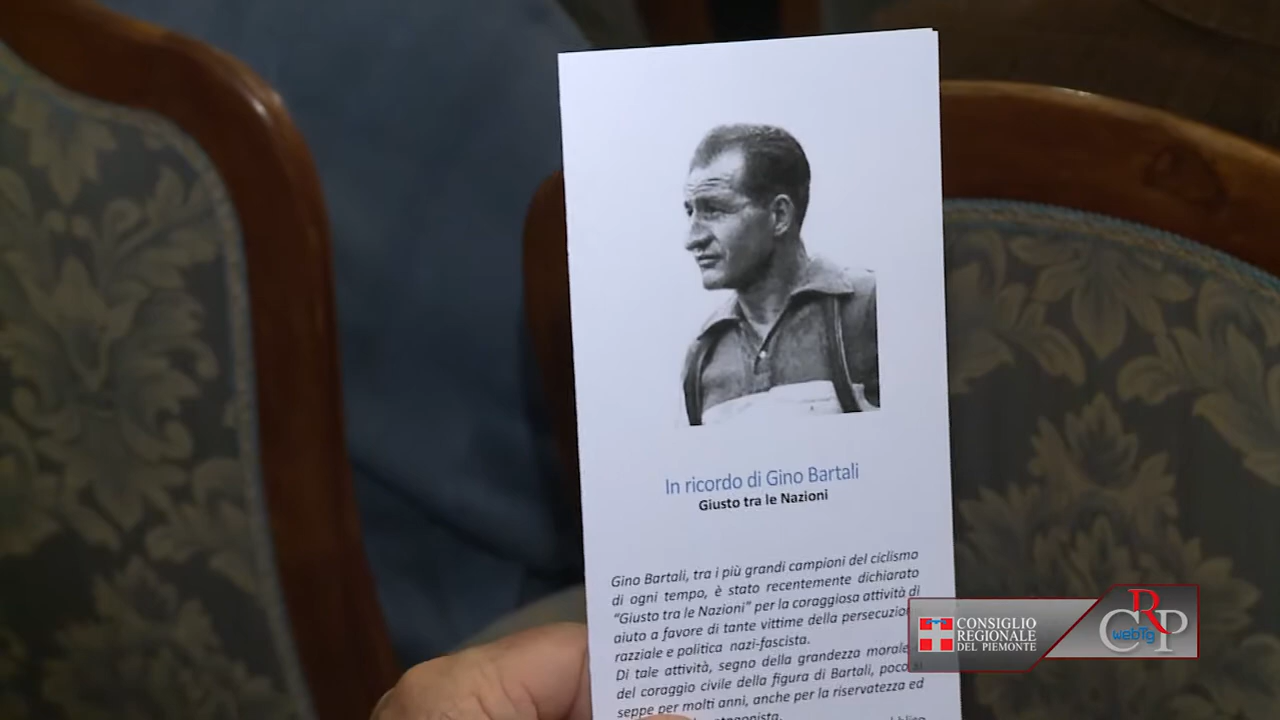 In ricordo di Gino Bartali
Giusto tra le Nazioni
Gino Bartali, tra i più grandi campioni del ciclismo
di ogni tempo, è stato recentemente dichiarato
“Giusto tra le Nazioni” per la coraggiosa attività di
aiuto a favore di tante vittime della persecuzione
razziale e politica nazi-fascista.
Di tale attività, segno della grandezza morale
del coraggio civile della figura di Bartali, poco si
seppe per molti anni, anche per la riservatezza ed
CONSIGLIO
REGIONALE
DEL PIEMONTE
CRP
webTg